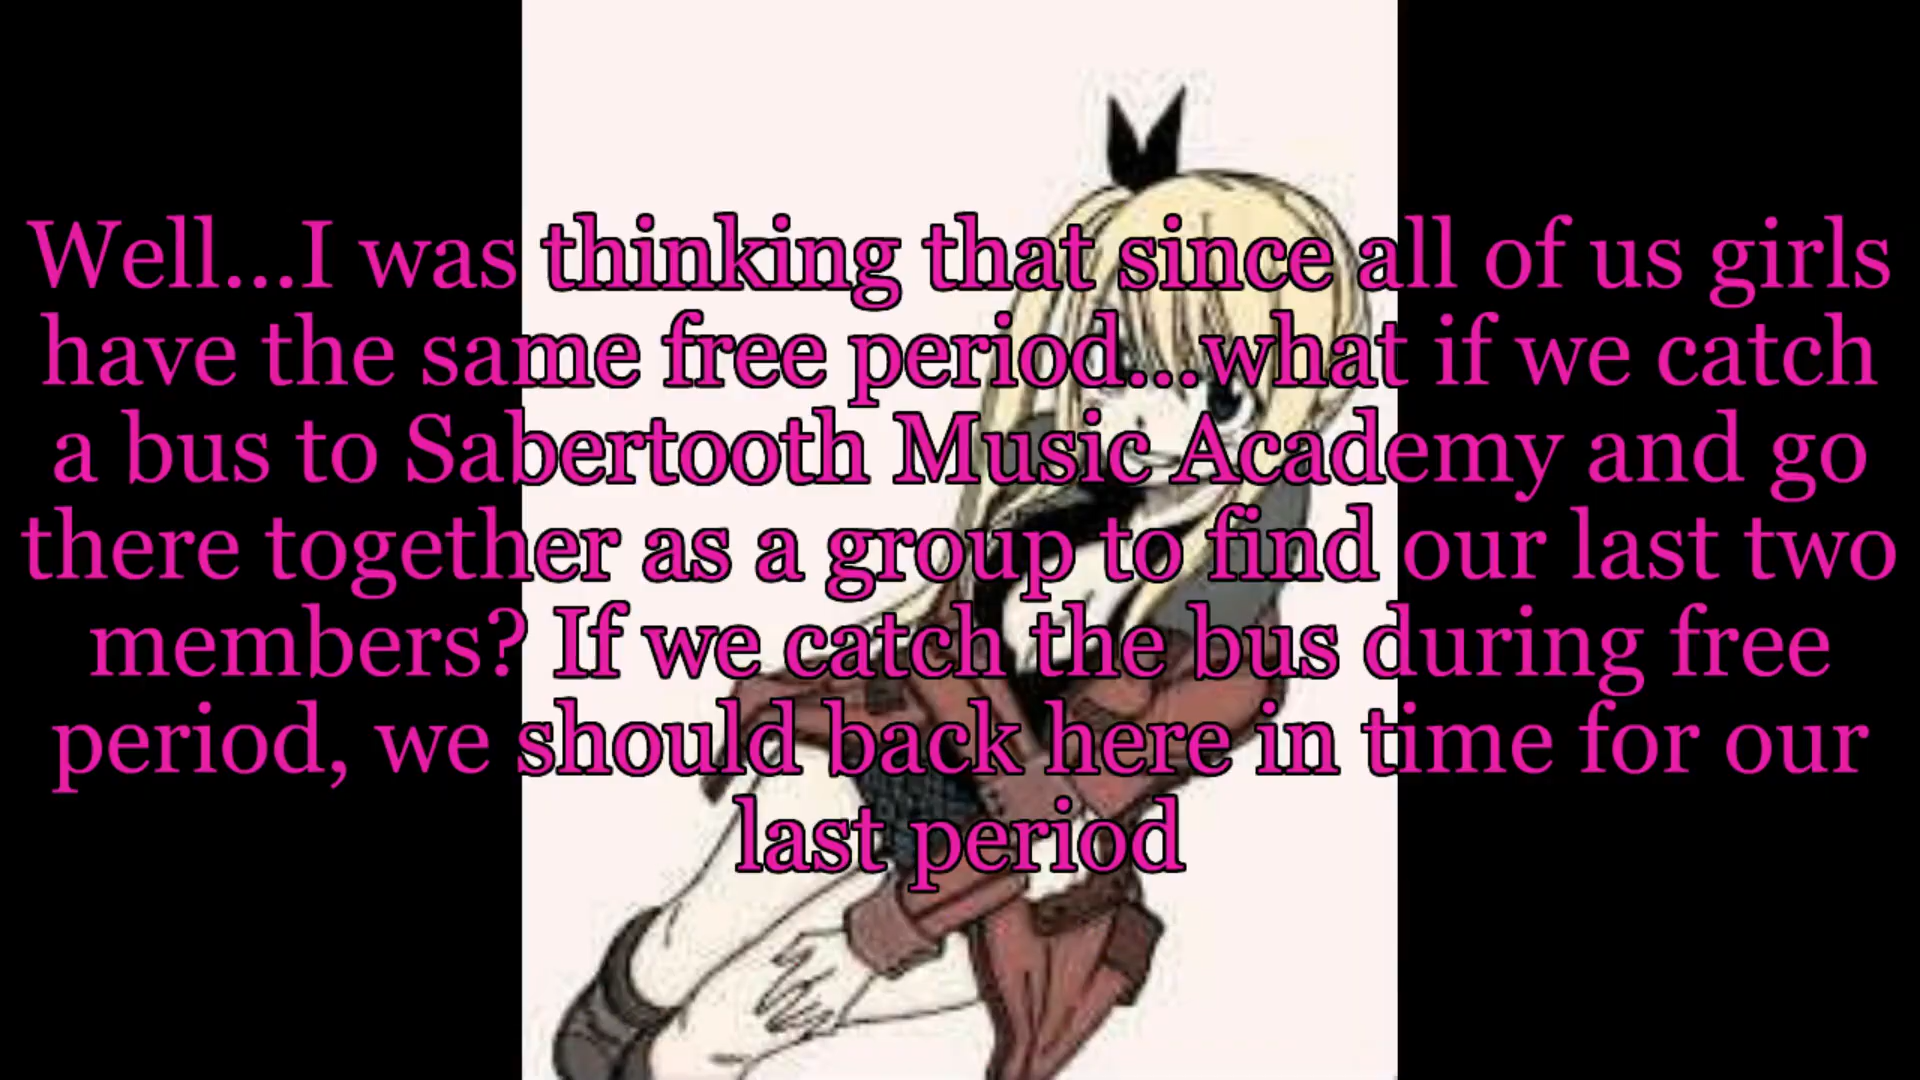 Well...I was thinking that since all of us girls
have the same free period...what if we catch
a bus to Sabertooth Music Academy and go
there together as a group to find our last two
members? If we catch the bus during free
period, we should back here in time for our
last period